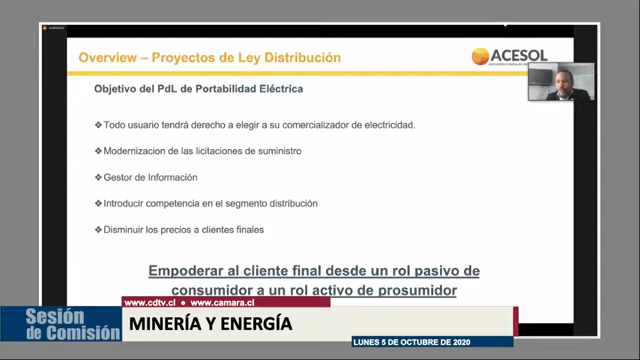 Overview – Proyectos de Ley Distribución
ACESOL
Objetivo del PdL de Portabilidad Eléctrica
❖Todo usuario tendrá derecho a elegir a su comercializador de electricidad.
❖Modernizacion de las licitaciones de suministro
❖Gestor de Información
❖Introducir competencia en el segmento distribución
❖Disminuir los precios a clientes finales
Empoderar al cliente final desde un rol pasivo de
consumidor a un rol activo de prosumidor
www.cdtv.cl ● www.camara.cl
Sesión
de Comisión
MINERÍA Y ENERGÍA
LUNES 5 DE OCTUBRE DE 2020